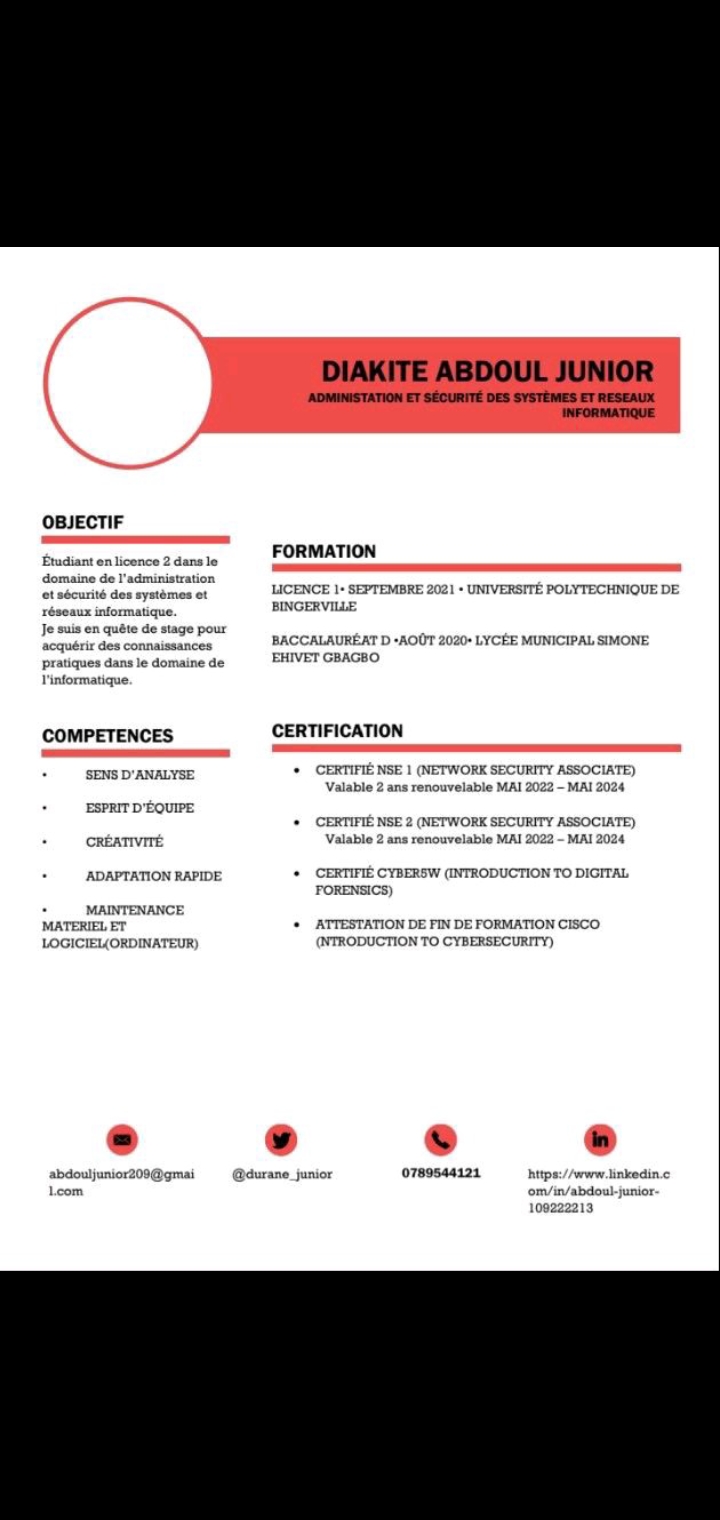 DIAKITE ABDOUL JUNIOR
ADMINISTATION ET SÉCURITÉ DES SYSTÈMES ET RESEAUX
INFORMATIQUE
OBJECTIF
Étudiant en licence 2 dans le
domaine de l'administration
et sécurité des systèmes et
réseaux informatique.
Je suis en quête de stage pour
acquérir des connaissances
pratiques dans le domaine de
l'informatique.
COMPETENCES
• SENS D'ANALYSE
• ESPRIT D'ÉQUIPE
• CRÉATIVITÉ
• ADAPTATION RAPIDE
• MAINTENANCE
MATERIEL ET
LOGICIEL(ORDINATEUR)
FORMATION
LICENCE 1• SEPTEMBRE 2021 • UNIVERSITÉ POLYTECHNIQUE DE
BINGERVILLE
BACCALAURÉAT D •AOÛT 2020• LYCÉE MUNICIPAL SIMONE
EHIVET GBAGBO
CERTIFICATION
• CERTIFIÉ NSE 1 (NETWORK SECURITY ASSOCIATE)
Valable 2 ans renouvelable MAI 2022 – MAI 2024
• CERTIFIÉ NSE 2 (NETWORK SECURITY ASSOCIATE)
Valable 2 ans renouvelable MAI 2022 – MAI 2024
• CERTIFIÉ CYBER5W (INTRODUCTION TO DIGITAL
FORENSICS)
• ATTESTATION DE FIN DE FORMATION CISCO
(NTRODUCTION TO CYBERSECURITY)
abdouljunior209@gmai
l.com
@durane_junior
0789544121
in
https://www.linkedin.c
om/in/abdoul-junior-
109222213